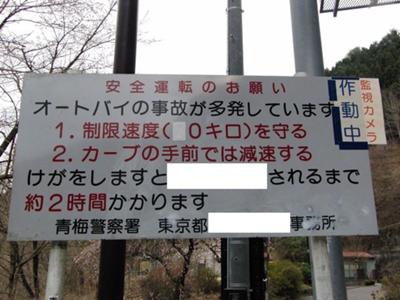 安全運転のお願い
オートバイの事故が多発しています
1. 制限速度( 0キロ)を守る
2. カーブの手前では減速する
けがをしますと されるまで
約2時間かかります
青梅警察署 東京都 事務所
作動中
監視カメラ